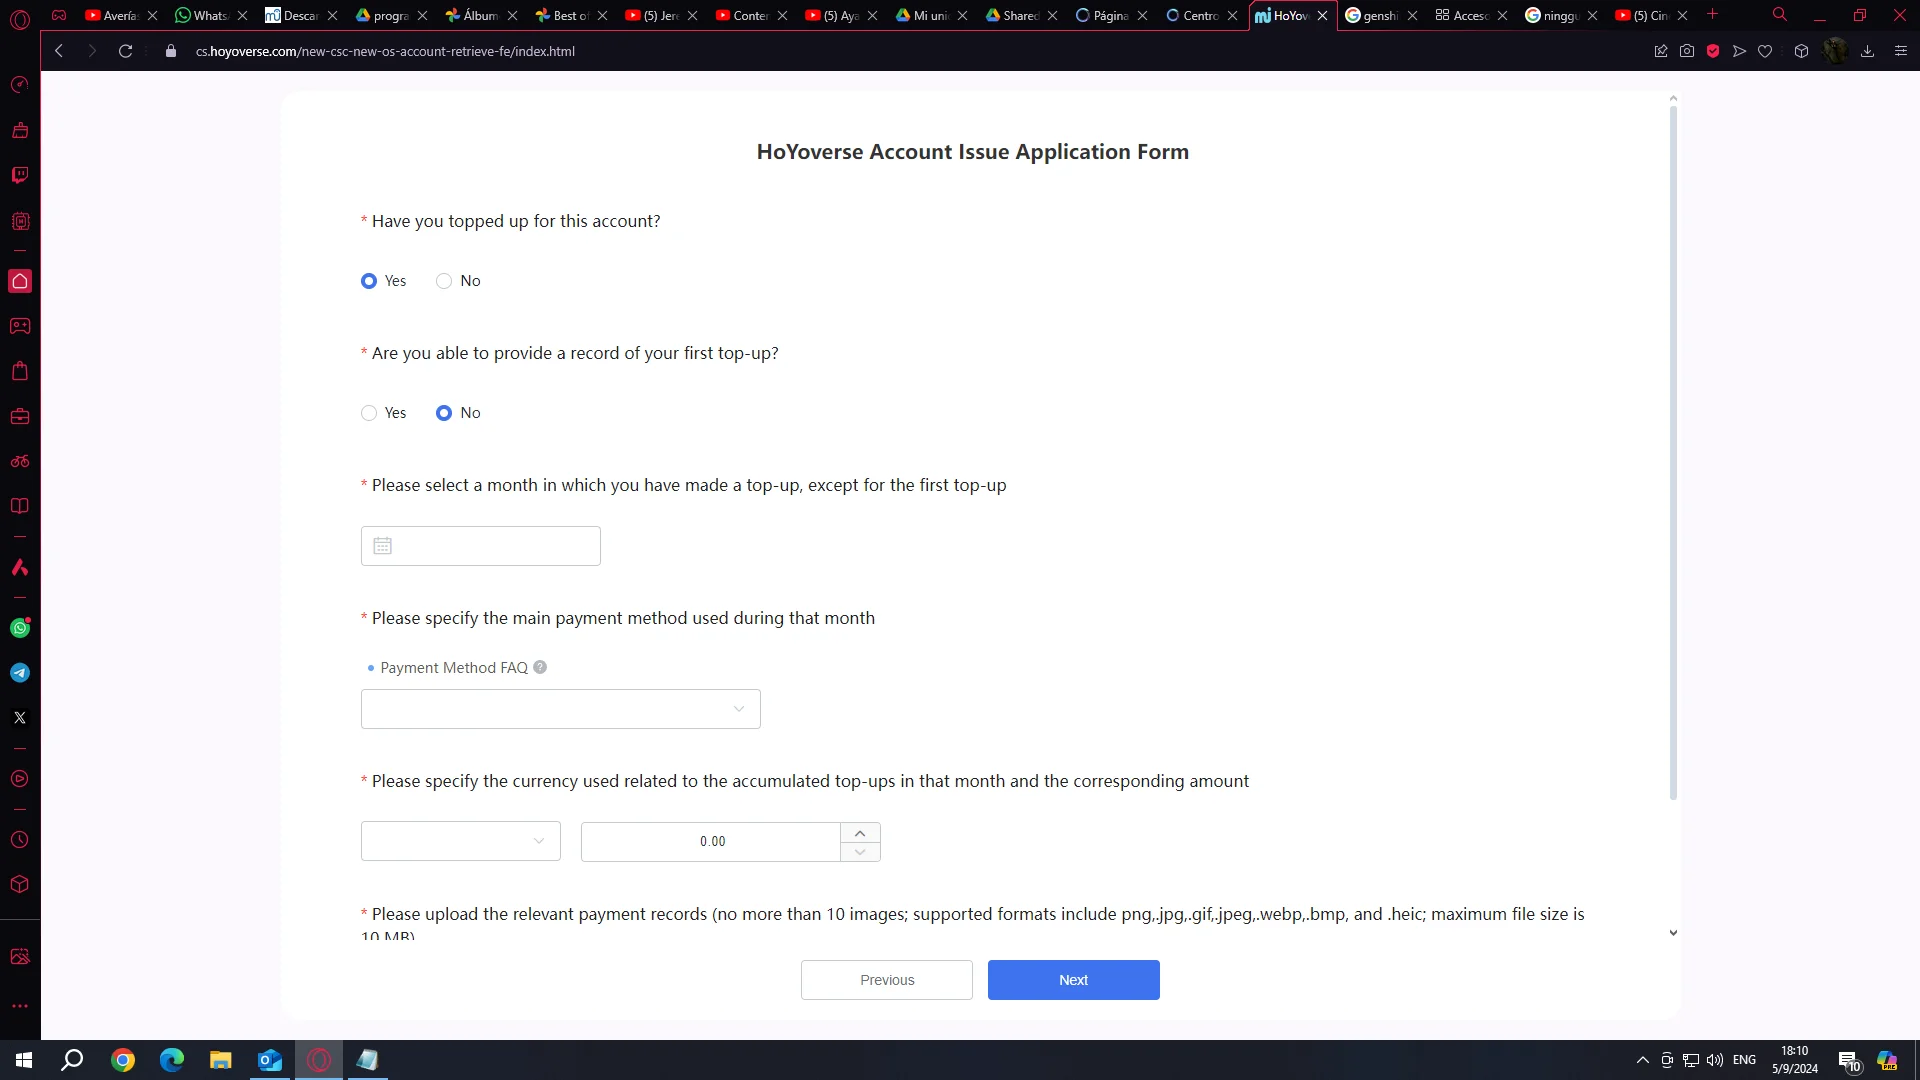 Avería
Whats
Descar
progra
Álbum
Best of
(5) Jere
Conter
(5) Aya
Mi uni
Shared
Página
Centro
HoYov
genshi
Acceso
ninggu
(5) Cin
cs.hoyoverse.com/new-csc-new-os-account-retrieve-fe/index.html
HoYoverse Account Issue Application Form
* Have you topped up for this account?
Yes No
* Are you able to provide a record of your first top-up?
Yes No
* Please select a month in which you have made a top-up, except for the first top-up
* Please specify the main payment method used during that month
• Payment Method FAQ ?
* Please specify the currency used related to the accumulated top-ups in that month and the corresponding amount
0.00
* Please upload the relevant payment records (no more than 10 images; supported formats include png,.jpg,.gif,.jpeg,.webp,.bmp, and .heic; maximum file size is
10 MB)
Previous Next
ENG
18:10
5/9/2024
10
PRE